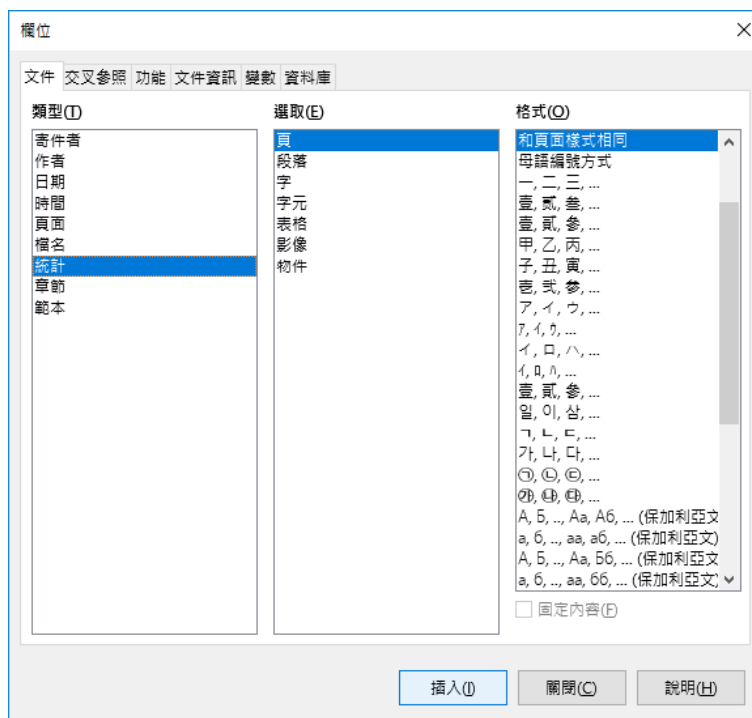 欄位
文件 交叉參照 功能 文件資訊 變數 資料庫
類型(T)
寄件者
作者
日期
時間
頁面
檔名
統計
章節
範本
選取(E)
頁
段落
字
字元
表格
影像
物件
格式(O)
和頁面樣式相同
母語編號方式
一, 二, 三, ...
壹, 貳, 叁, ...
壹, 貳, 參, ...
甲, 乙, 丙, ...
子, 丑, 寅, ...
壱, 弐, 参, ...
ア, イ, ウ, ...
ｱ, ｲ, ｳ, ...
イ, ロ, ハ, ...
ｲ, ﾛ, ﾊ, ...
壹, 貳, 參, ...
일, 이, 삼, ...
ㄱ, ㄴ, ㄷ, ...
가, 나, 다, ...
㉠, ㉡, ㉢, ...
㉮, ㉯, ㉰, ...
А, Б, .., Аа, Аб, ... (保加利亞文
а, б, .., аа, аб, ... (保加利亞文)
А, Б, .., Аа, Бб, ... (保加利亞文
а, б, .., аа, бб, ... (保加利亞文)
固定內容(F)
插入(I) 關閉(C) 說明(H)